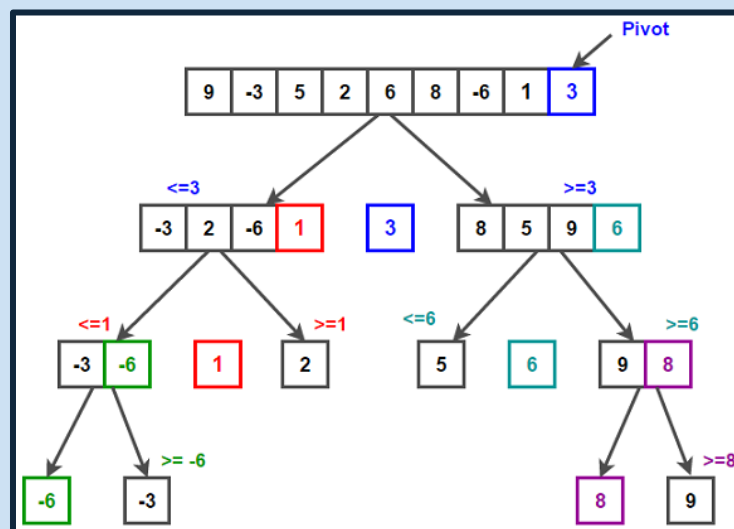 Pivot
9 -3 5 2 6 8 -6 1 3
<=3 >=3
-3 2 -6 1 3 8 5 9 6
<=1 >=1 <=6 >=6
-3 -6 1 2 5 6 9 8
>= -6 >=8
-6 -3 8 9